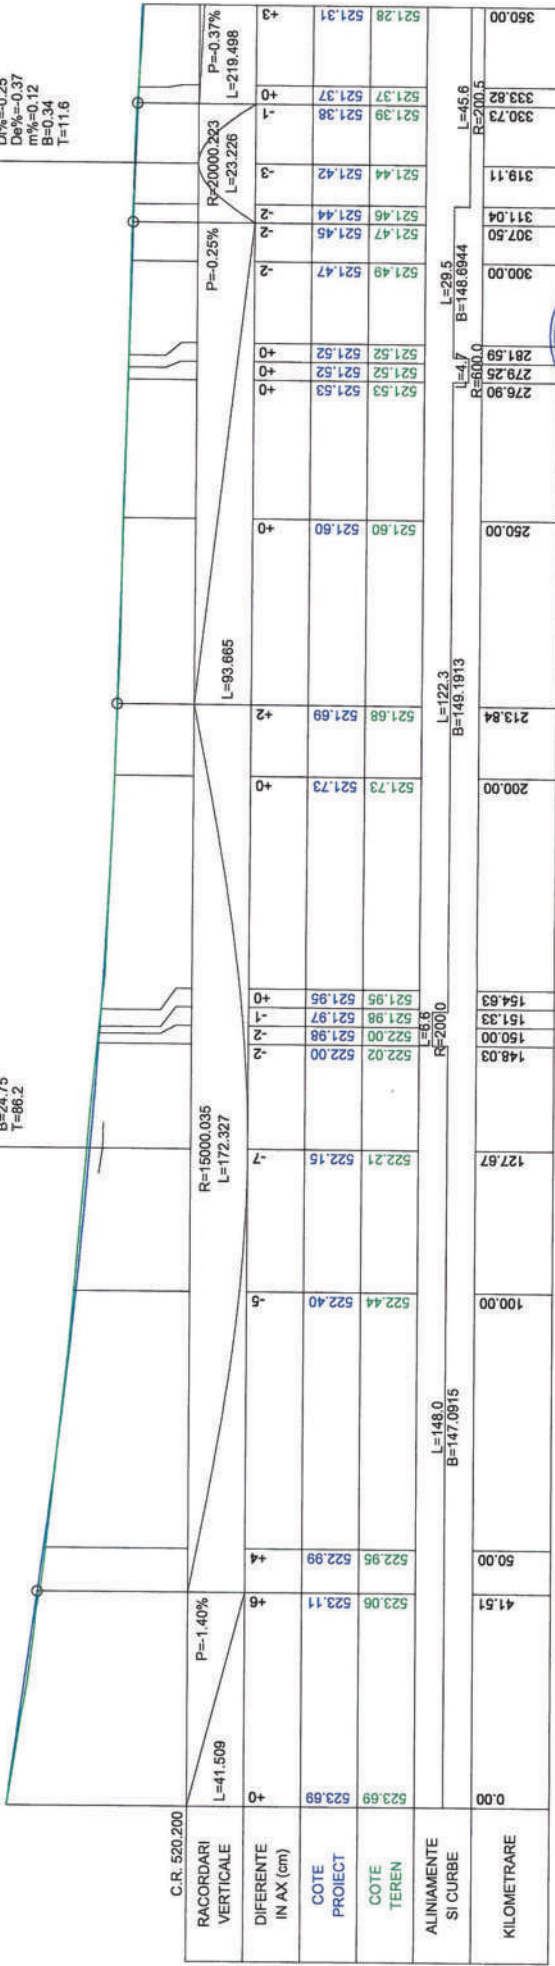 Di%=-0.25
De%=-0.37
m%=0.12
B=0.34
T=11.6
B=24.75
T=86.2
C.R. 520.200
RACORDARI
VERTICALE
L=41.509
P=-1.40%
R=15000.035
L=172.327
L=93.665
P=-0.25%
R=20000.223
L=23.226
P=-0.37%
L=219.498
DIFERENTE
IN AX (cm)
+0 +6 +4 -5 -7 -2 -2 -1 +0 +0 +2 +0 +0 +0 +0 -2 -2 -2 -3 -1 +0 +3
COTE
PROIECT
523.69 523.11 522.99 522.40 522.15 522.00 521.98 521.97 521.95 521.73 521.69 521.60 521.53 521.52 521.52 521.47 521.45 521.44 521.42 521.38 521.37 521.31
COTE
TEREN
523.69 523.06 522.95 522.44 522.21 522.02 522.00 521.98 521.95 521.73 521.68 521.60 521.53 521.52 521.52 521.49 521.47 521.46 521.44 521.39 521.37 521.28
ALINIAMENTE
SI CURBE
L=148.0
B=147.0915
L=6.6
R=200.0
L=122.3
B=149.1913
L=4.7
R=600.0
L=29.5
B=148.6944
L=45.6
R=200.5
KILOMETRARE
0.00 41.51 50.00 100.00 127.67 148.03 150.00 151.33 154.63 200.00 213.84 250.00 276.90 279.25 281.59 300.00 307.50 311.04 319.11 330.73 333.82 350.00